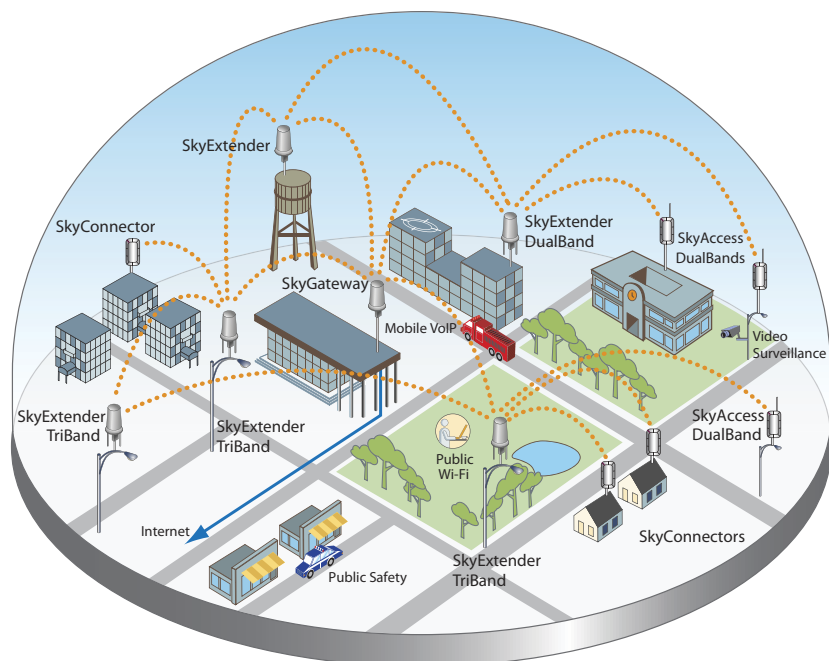 SkyExtender
SkyConnector
SkyExtender
DualBand
SkyAccess
DualBands
SkyGateway
Mobile VoIP
Video
Surveillance
SkyExtender
TriBand
SkyExtender
TriBand
SkyAccess
DualBand
Public
Wi-Fi
Internet
SkyConnectors
SkyExtender
TriBand
Public Safety